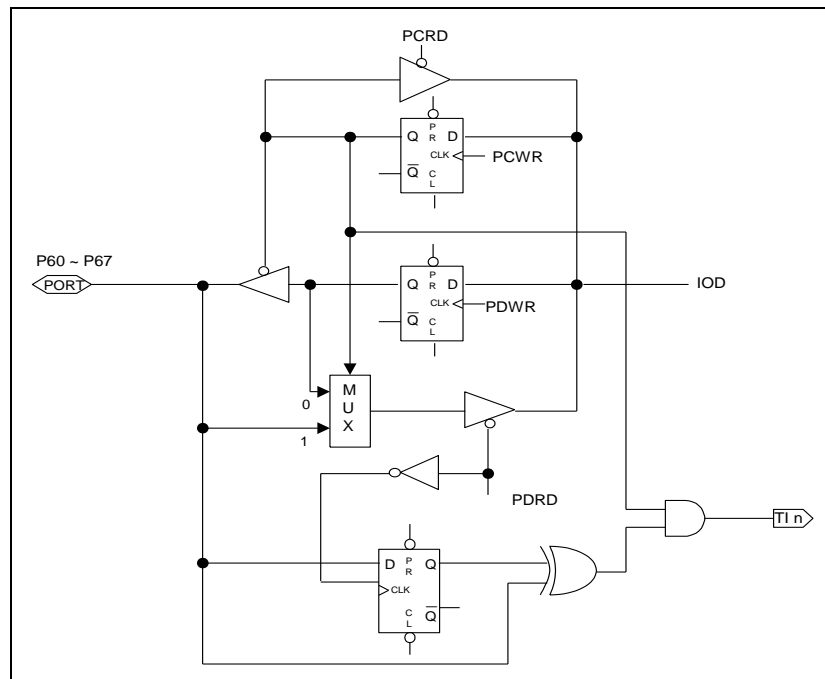 PCRD
P
R
Q D
CLK
PCWR
Q
C
L
P60 ~ P67
PORT
P
R
Q D
CLK
PDWR
Q
C
L
IOD
0
1
M
U
X
PDRD
TI n
D P Q
R
CLK
C
L
Q